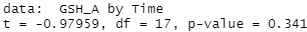 data:  GSH_A by Time
t = -0.97959, df = 17, p-value = 0.341